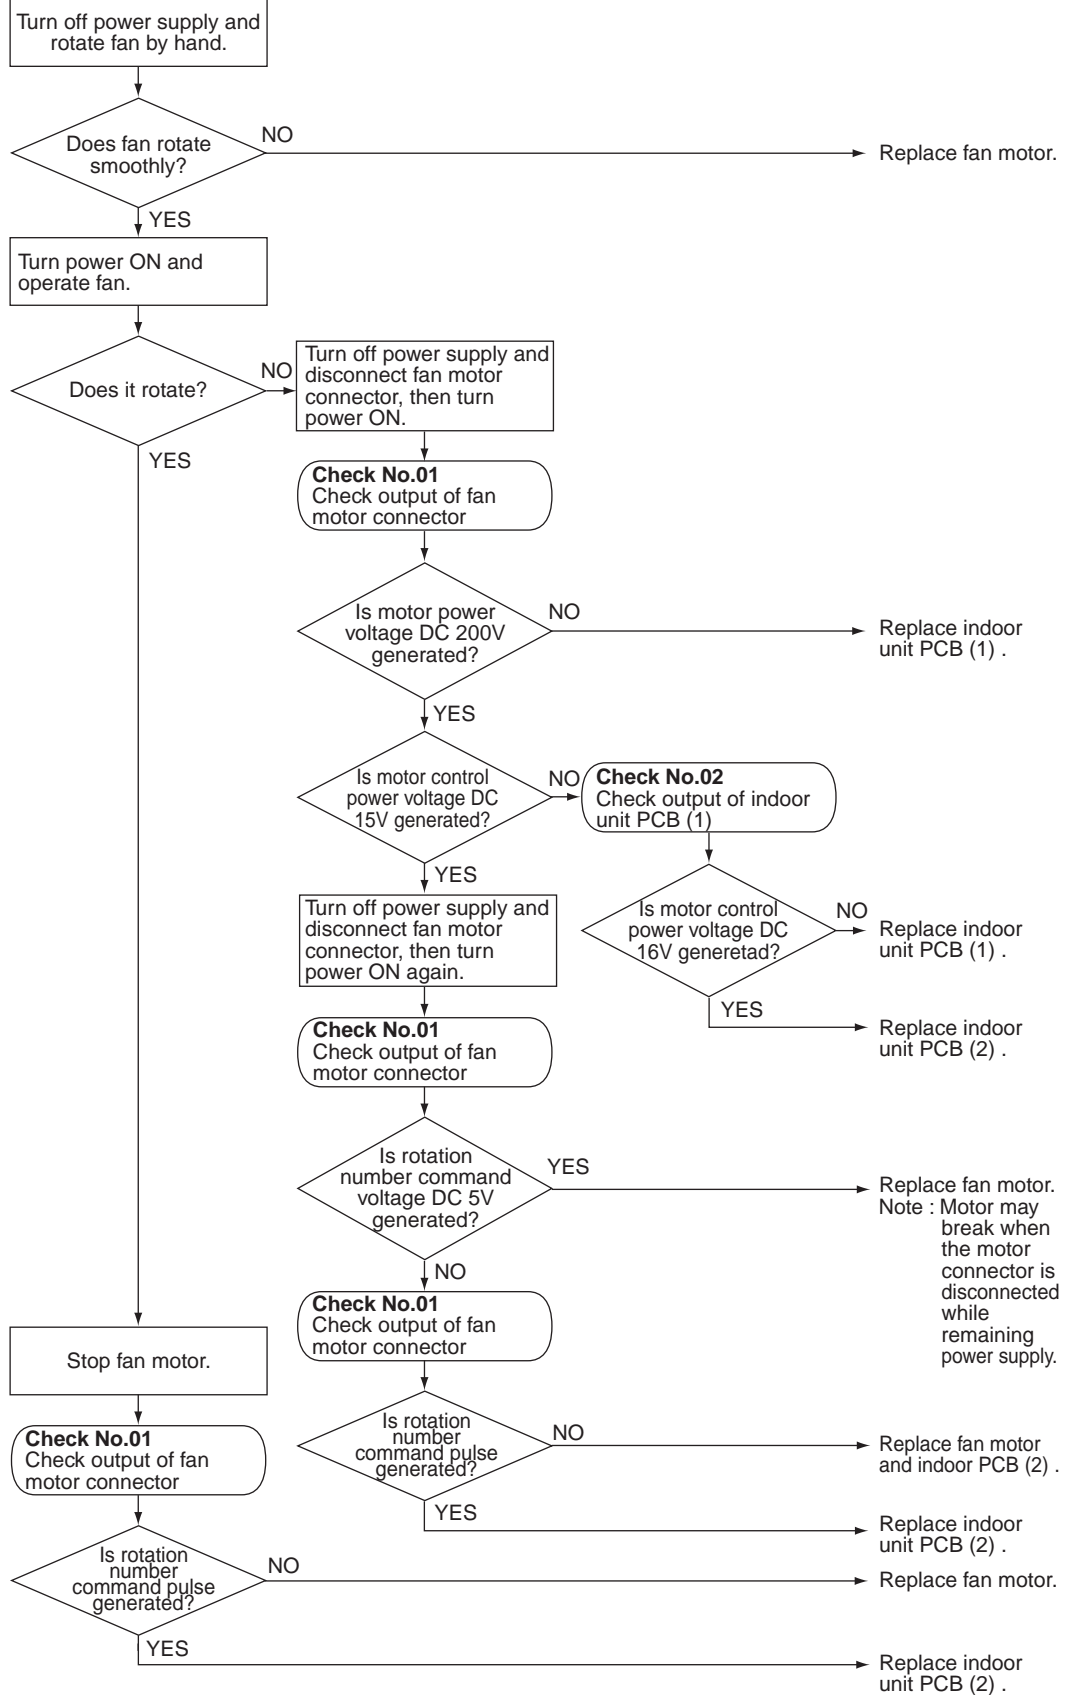 Turn off power supply and
rotate fan by hand.
Does fan rotate
smoothly?
NO
Replace fan motor.
YES
Turn power ON and
operate fan.
Does it rotate?
NO
Turn off power supply and
disconnect fan motor
connector, then turn
power ON.
YES
Check No.01
Check output of fan
motor connector
Is motor power
voltage DC 200V
generated?
NO
Replace indoor
unit PCB (1) .
YES
Is motor control
power voltage DC
15V generated?
NO
Check No.02
Check output of indoor
unit PCB (1)
YES
Is motor control
power voltage DC
16V generetad?
NO
Replace indoor
unit PCB (1) .
YES
Replace indoor
unit PCB (2) .
Turn off power supply and
disconnect fan motor
connector, then turn
power ON again.
Check No.01
Check output of fan
motor connector
Is rotation
number command
voltage DC 5V
generated?
YES
Replace fan motor.
Note : Motor may
break when
the motor
connector is
disconnected
while
remaining
power supply.
NO
Check No.01
Check output of fan
motor connector
Is rotation
number
command pulse
generated?
NO
Replace fan motor
and indoor PCB (2) .
YES
Replace indoor
unit PCB (2) .
Stop fan motor.
Check No.01
Check output of fan
motor connector
Is rotation
number
command pulse
generated?
NO
Replace fan motor.
YES
Replace indoor
unit PCB (2) .